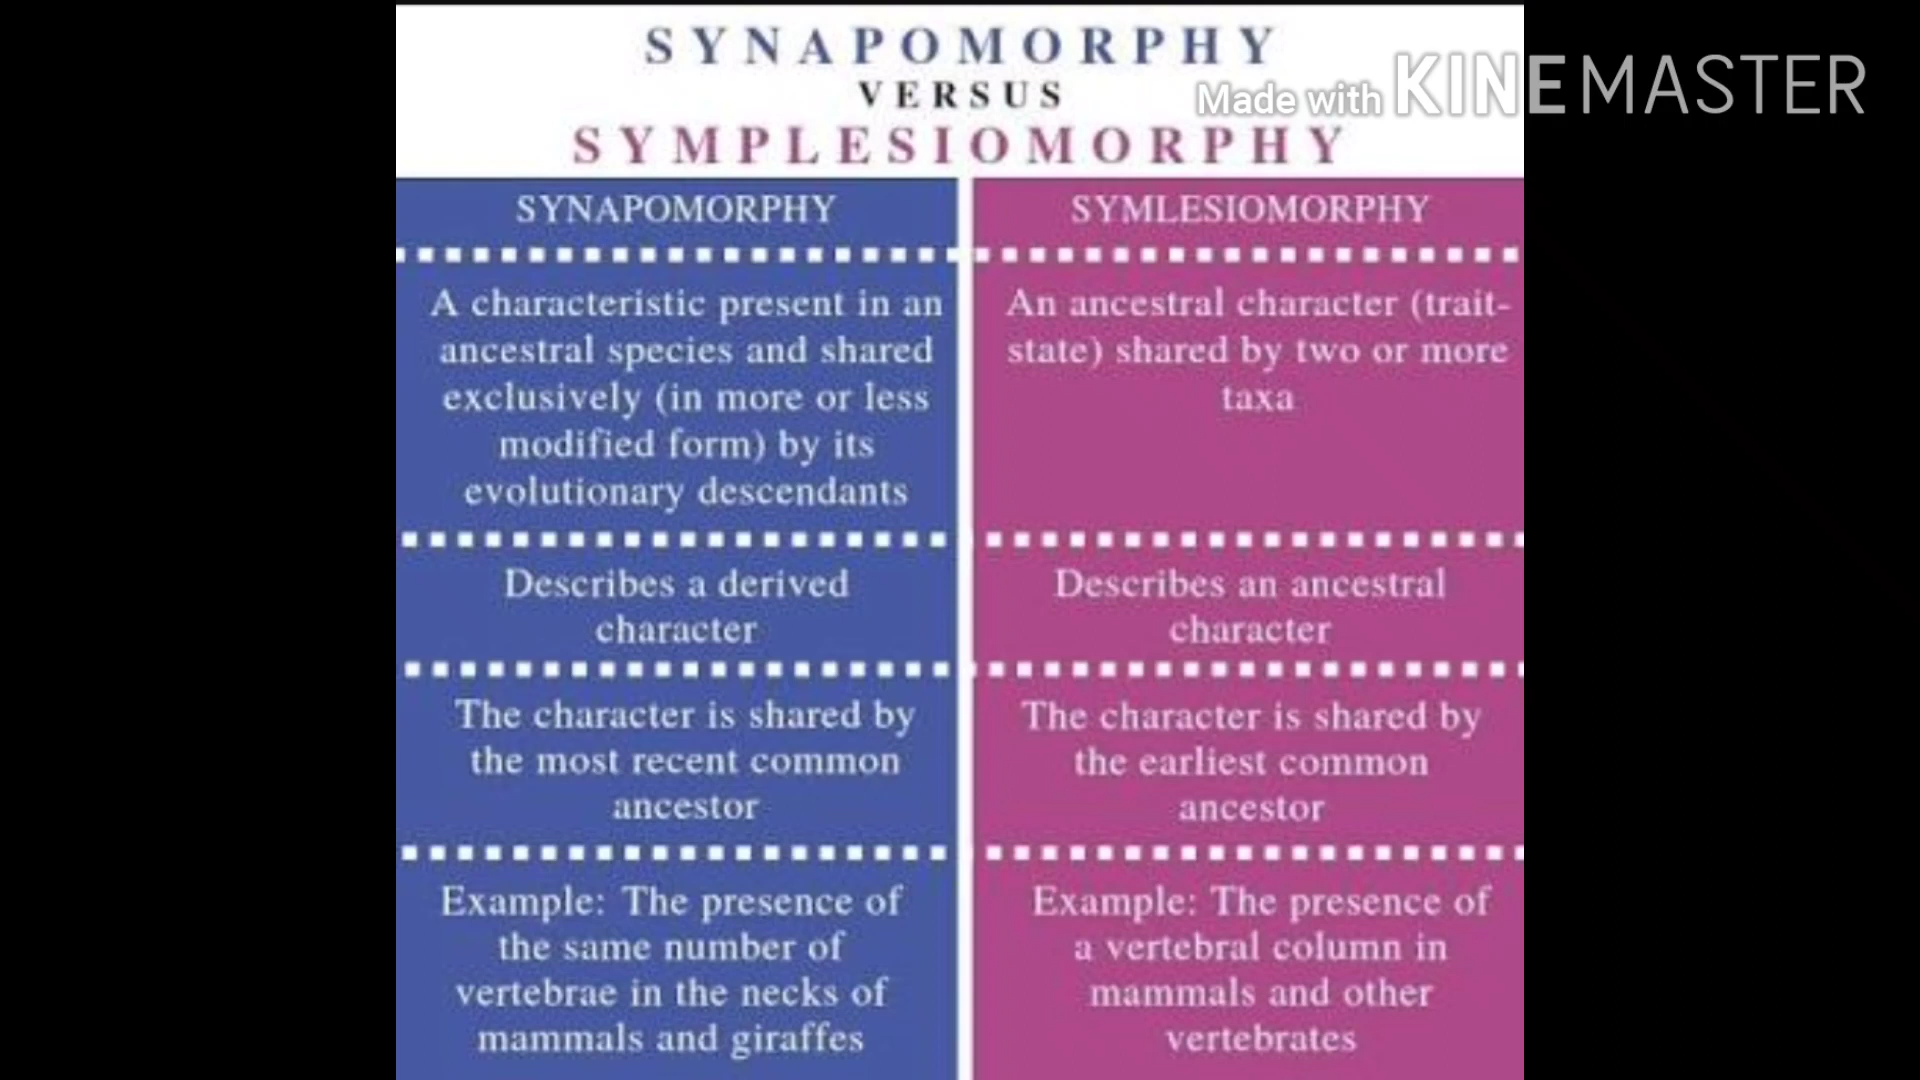 SYNAPOMORPHY
VERSUS
Made with KINEMASTER
SYMPLESIOMORPHY
SYNAPOMORPHY
A characteristic present in an
ancestral species and shared
exclusively (in more or less
modified form) by its
evolutionary descendants
Describes a derived
character
The character is shared by
the most recent common
ancestor
Example: The presence of
the same number of
vertebrae in the necks of
mammals and giraffes
SYMLESIOMORPHY
An ancestral character (trait-
state) shared by two or more
taxa
Describes an ancestral
character
The character is shared by
the earliest common
ancestor
Example: The presence of
a vertebral column in
mammals and other
vertebrates